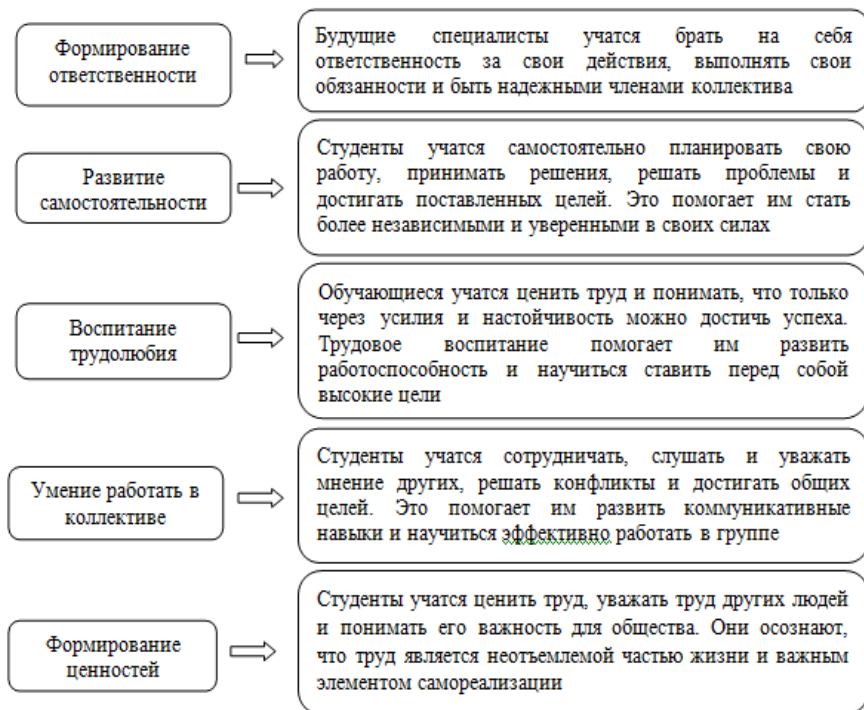 Формирование
ответственности
Будущие специалисты учатся брать на себя
ответственность за свои действия, выполнять свои
обязанности и быть надежными членами коллектива
Развитие
самостоятельности
Студенты учатся самостоятельно планировать свою
работу, принимать решения, решать проблемы и
достигать поставленных целей. Это помогает им стать
более независимыми и уверенными в своих силах
Воспитание
трудолюбия
Обучающиеся учатся ценить труд и понимать, что только
через усилия и настойчивость можно достичь успеха.
Трудовое воспитание помогает им развить
работоспособность и научиться ставить перед собой
высокие цели
Умение работать в
коллективе
Студенты учатся сотрудничать, слушать и уважать
мнение других, решать конфликты и достигать общих
целей. Это помогает им развить коммуникативные
навыки и научиться эффективно работать в группе
Формирование
ценностей
Студенты учатся ценить труд, уважать труд других людей
и понимать его важность для общества. Они осознают,
что труд является неотъемлемой частью жизни и важным
элементом самореализации